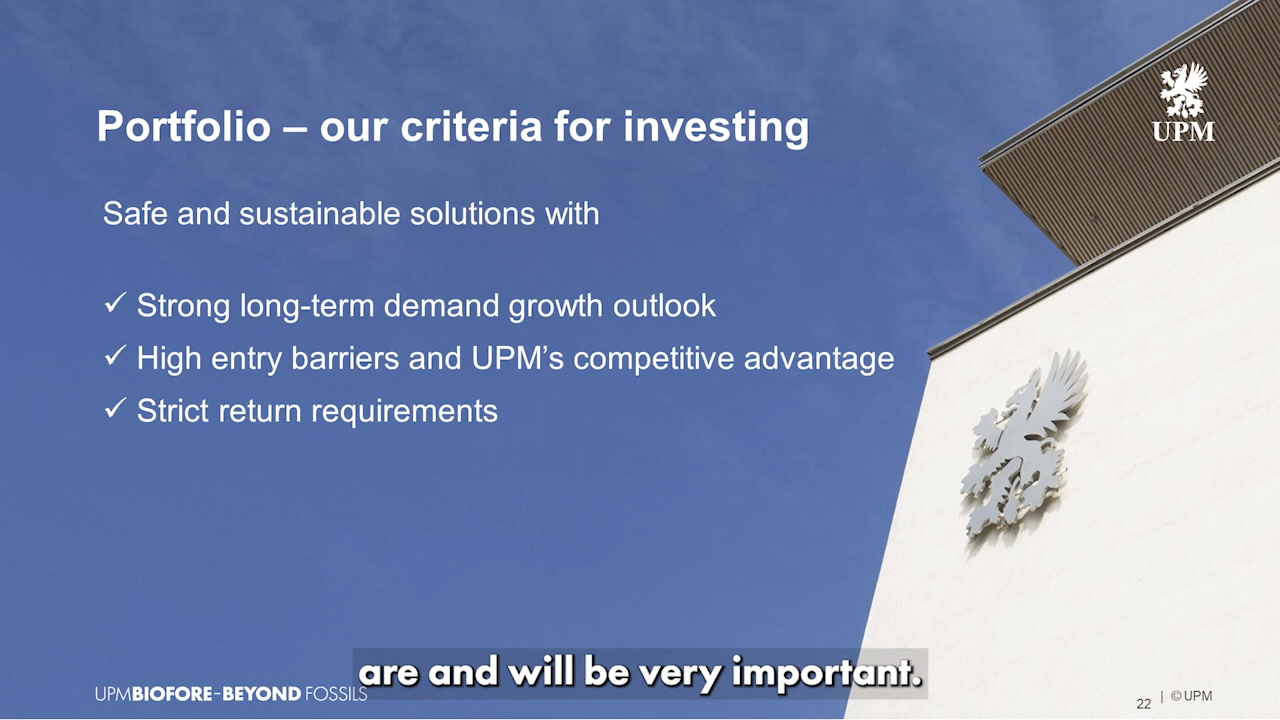 Portfolio – our criteria for investing
UPM
Safe and sustainable solutions with
✓ Strong long-term demand growth outlook
✓ High entry barriers and UPM's competitive advantage
✓ Strict return requirements
are and will be very important.
UPMBIOFORE–BEYOND FOSSILS
22 | © UPM